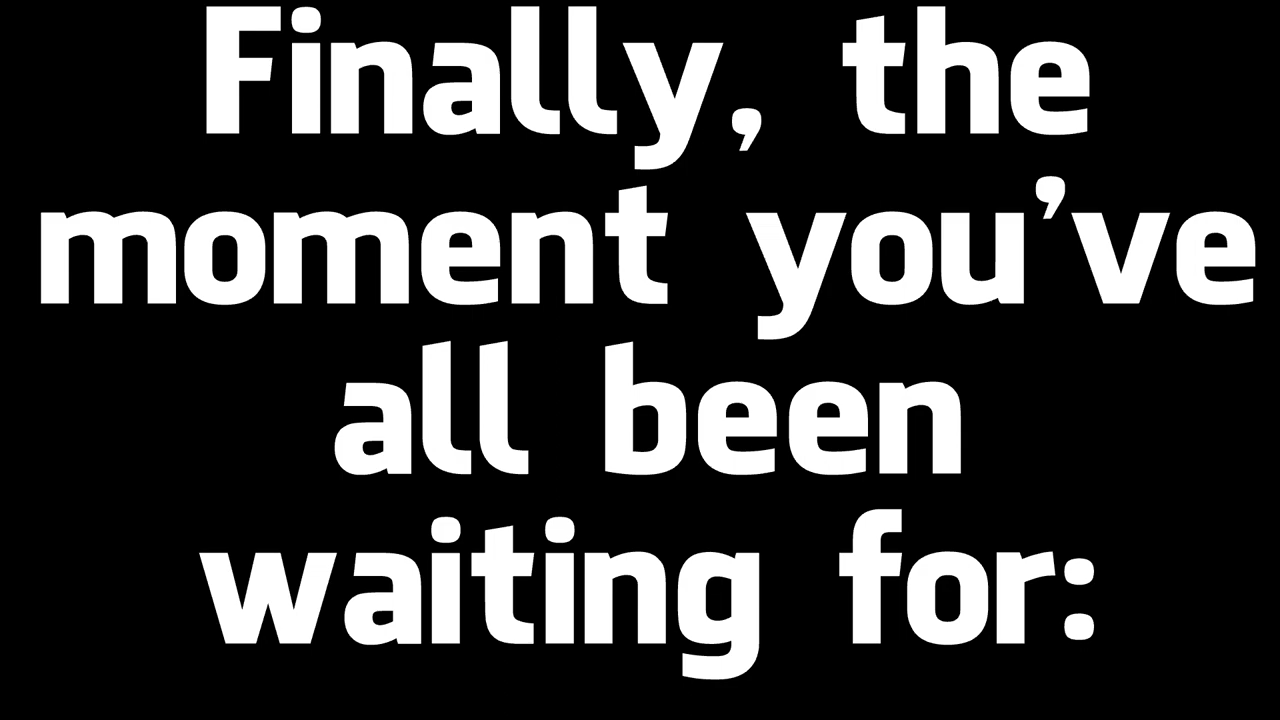 Finally, the
moment you’ve
all been
waiting for: